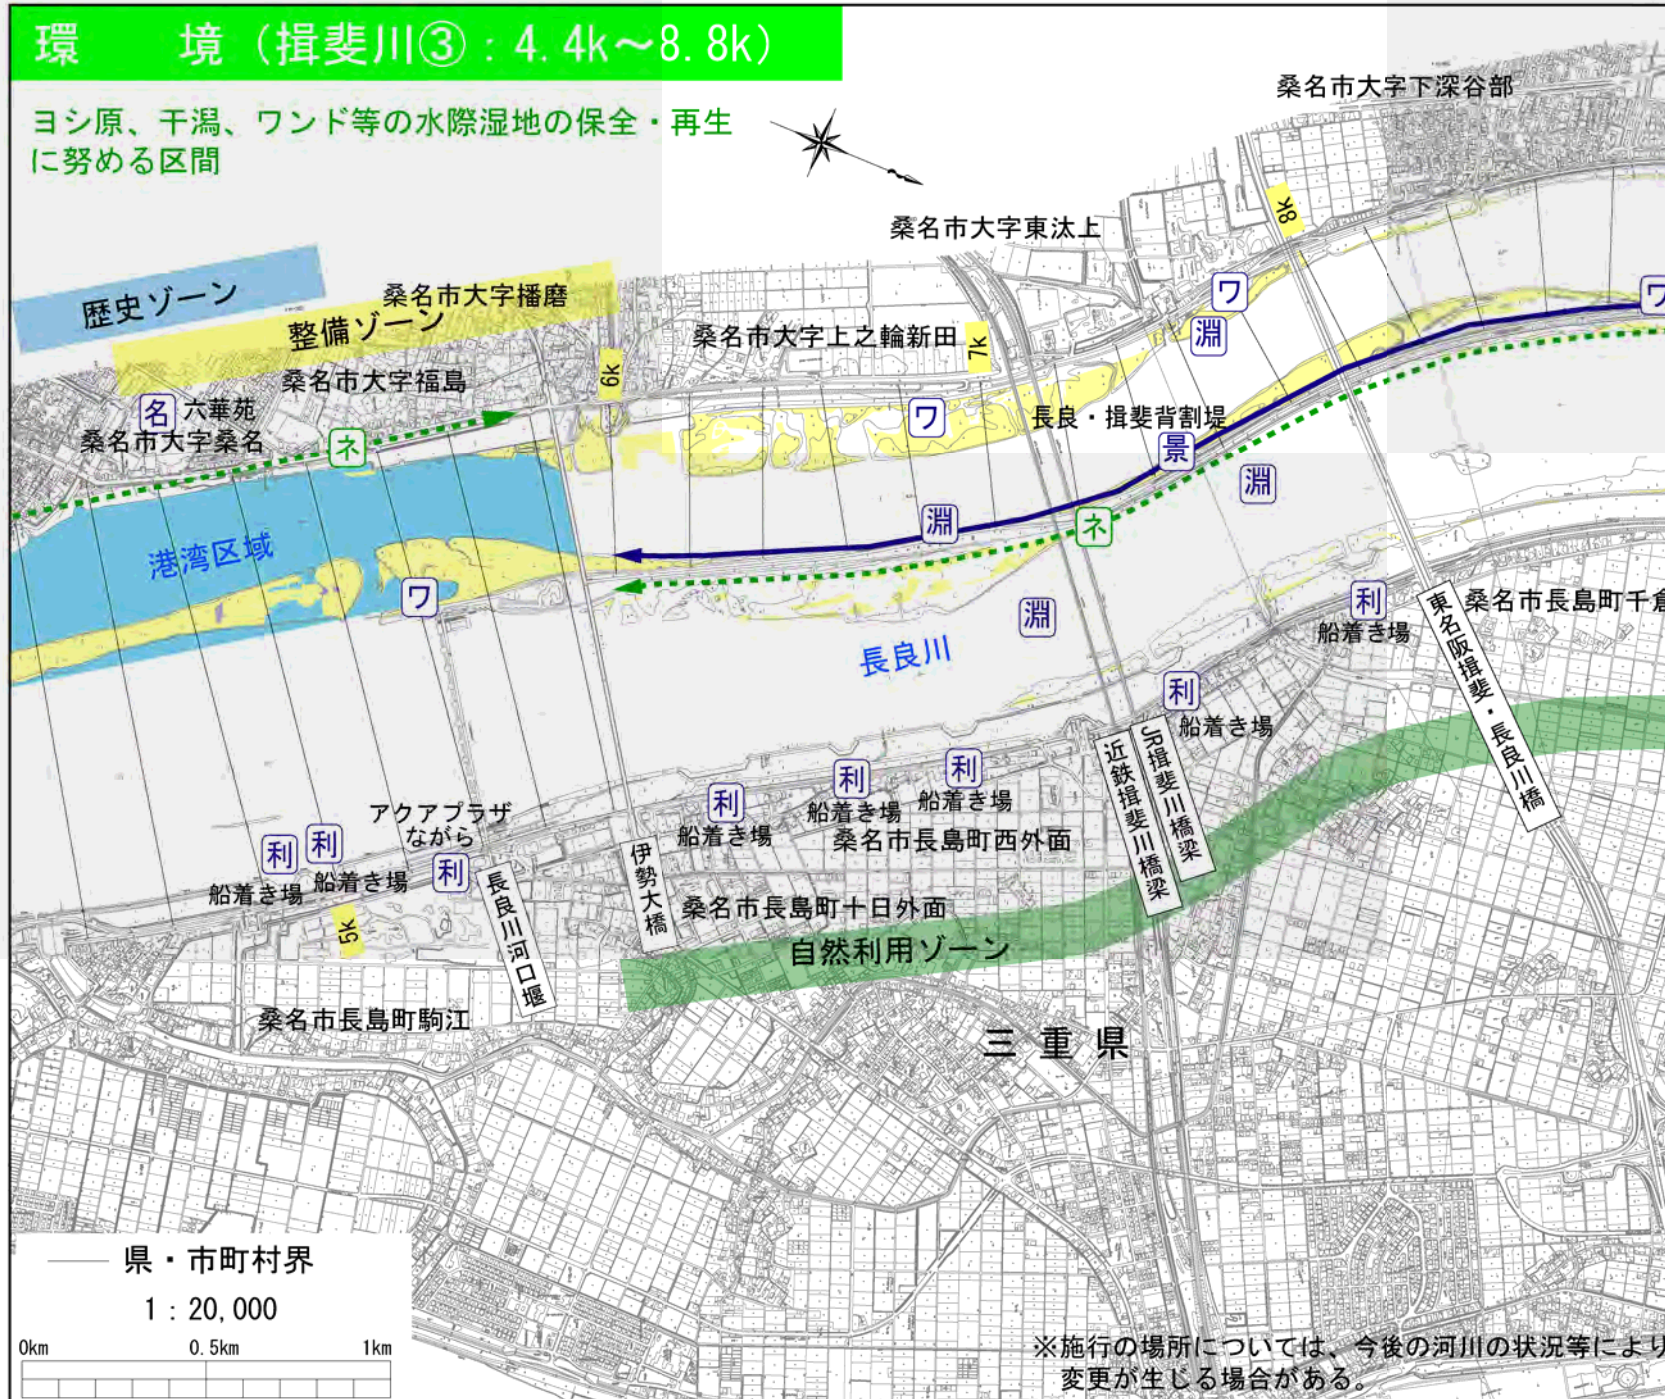 環　境（揖斐川③：4.4k～8.8k）
ヨシ原、干潟、ワンド等の水際湿地の保全・再生
に努める区間
桑名市大字下深谷部
8k
桑名市大字東汰上
歴史ゾーン
整備ゾーン
桑名市大字播磨
桑名市大字福島
6k
桑名市大字上之輪新田
7k
ワ
淵
ワ
名
六華苑
桑名市大字桑名
ネ
ワ
長良・揖斐背割堤
景
淵
淵
ネ
港湾区域
ワ
淵
長良川
利
船着き場
桑名市長島町千倉
東名阪揖斐・長良川橋
利
船着き場
JR揖斐川橋梁
近鉄揖斐川橋梁
利
船着き場
利
船着き場
利
船着き場
桑名市長島町西外面
アクアプラザ
ながら
利
利
船着き場
利
船着き場
5k
長良川河口堰
伊勢大橋
桑名市長島町十日外面
自然利用ゾーン
桑名市長島町駒江
三重県
県・市町村界
1：20,000
0km 0.5km 1km
※施行の場所については、今後の河川の状況等により
変更が生じる場合がある。